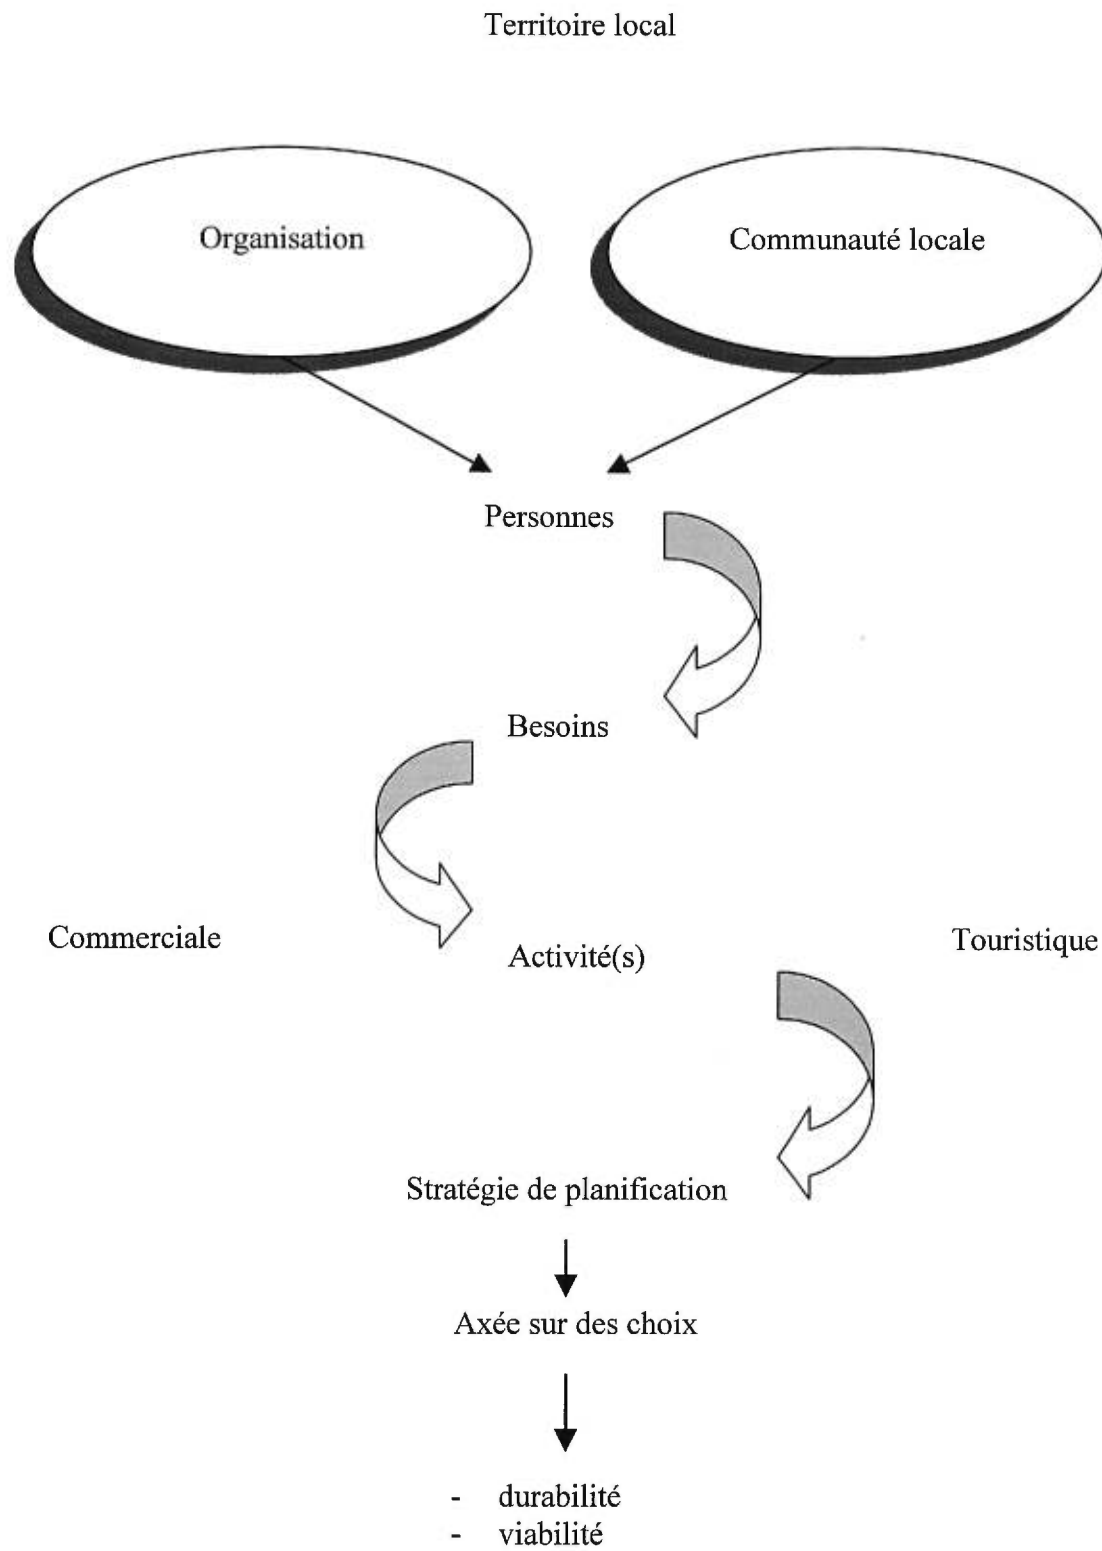 Territoire local
Organisation
Communauté locale
Personnes
Besoins
Commerciale
Activité(s)
Touristique
Stratégie de planification
Axée sur des choix
- durabilité
- viabilité